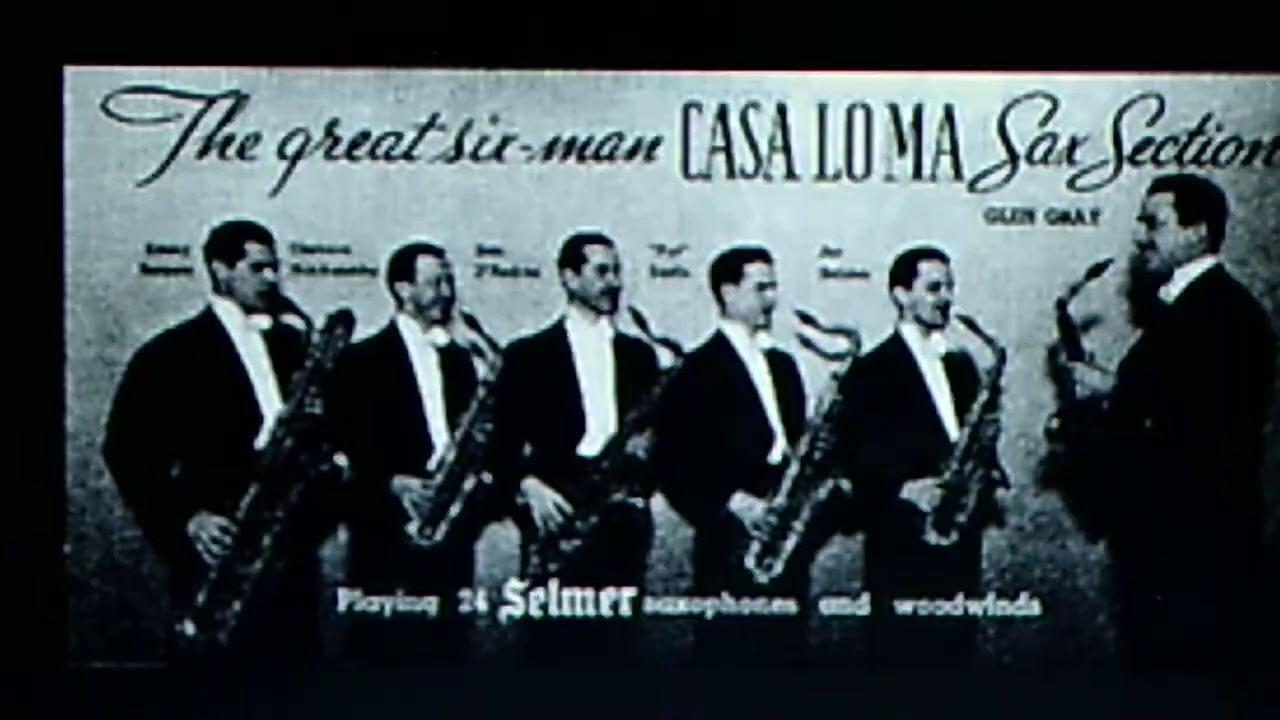 The great six-man CASA LOMA Sax Section
GLEN GRAY
Playing 24 Selmer saxophones and woodwinds